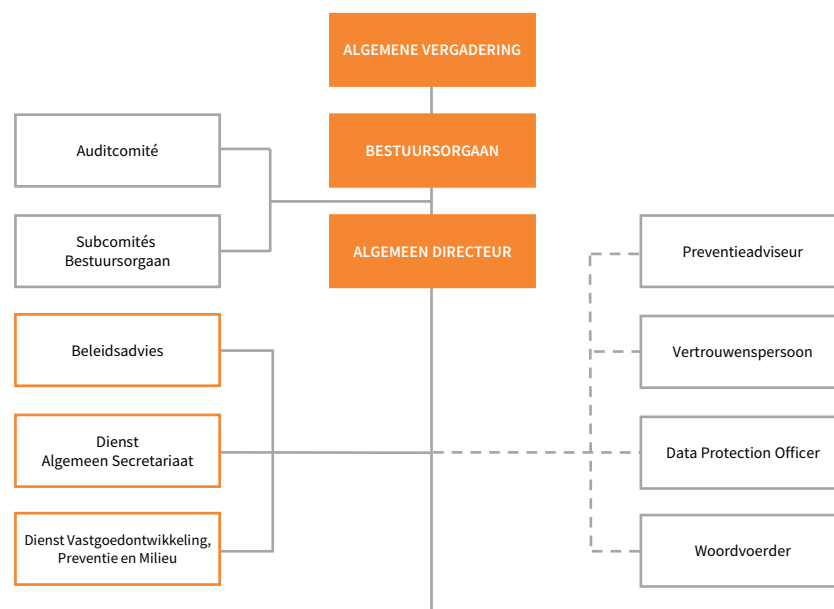 ALGEMENE VERGADERING
BESTUURSORGAAN
ALGEMEEN DIRECTEUR
Auditcomité
Subcomités
Bestuursorgaan
Beleidsadvies
Dienst
Algemeen Secretariaat
Dienst Vastgoedontwikkeling,
Preventie en Milieu
Preventieadviseur
Vertrouwenspersoon
Data Protection Officer
Woordvoerder